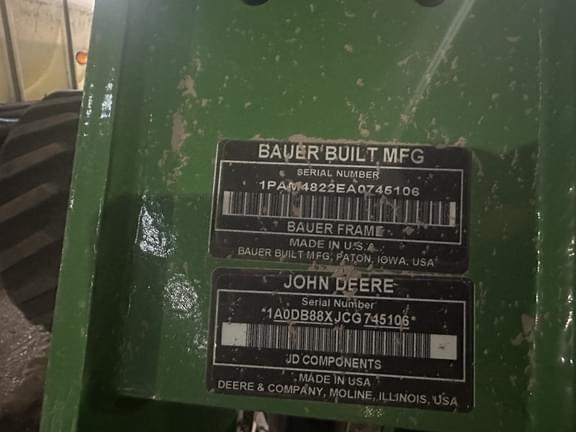 BAUER BUILT MFG
SERIAL NUMBER
1PAM4822EA0745106
BAUER FRAME
MADE IN U.S.A.
BAUER BUILT MFG, PATON, IOWA, USA
JOHN DEERE
Serial Number
*1A0DB88XJCG745106*
JD COMPONENTS
MADE IN USA
DEERE & COMPANY, MOLINE, ILLINOIS, USA